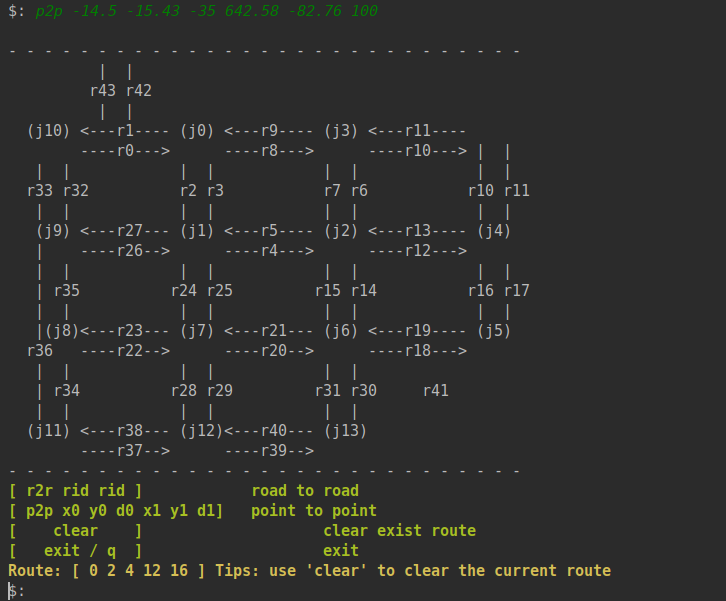 $: p2p -14.5 -15.43 -35 642.58 -82.76 100
- - - - - - - - - - - - - - - - - - - - - - - - - - - - -
          |  |
         r43 r42
          |  |
  (j10) <---r1---- (j0) <---r9---- (j3) <---r11----
        ----r0--->      ----r8--->      ----r10---> |  |
   |  |            |  |            |  |             |  |
  r33 r32          r2 r3           r7 r6           r10 r11
   |  |            |  |            |  |             |  |
   (j9) <---r27--- (j1) <---r5---- (j2) <---r13---- (j4)
   |    ----r26-->      ----r4--->      ----r12--->
   |  |            |  |            |  |             |  |
   | r35          r24 r25         r15 r14          r16 r17
   |  |            |  |            |  |             |  |
   |(j8)<---r23--- (j7) <---r21--- (j6) <---r19---- (j5)
  r36   ----r22-->      ----r20-->      ----r18--->
   |  |            |  |            |  |
   | r34          r28 r29         r31 r30     r41
   |  |            |  |            |  |
  (j11) <---r38--- (j12)<---r40--- (j13)
        ----r37-->      ----r39-->
- - - - - - - - - - - - - - - - - - - - - - - - - - - - -
[ r2r rid rid ]            road to road
[ p2p x0 y0 d0 x1 y1 d1]   point to point
[    clear    ]                    clear exist route
[   exit / q  ]                    exit
Route: [ 0 2 4 12 16 ] Tips: use 'clear' to clear the current route
$: